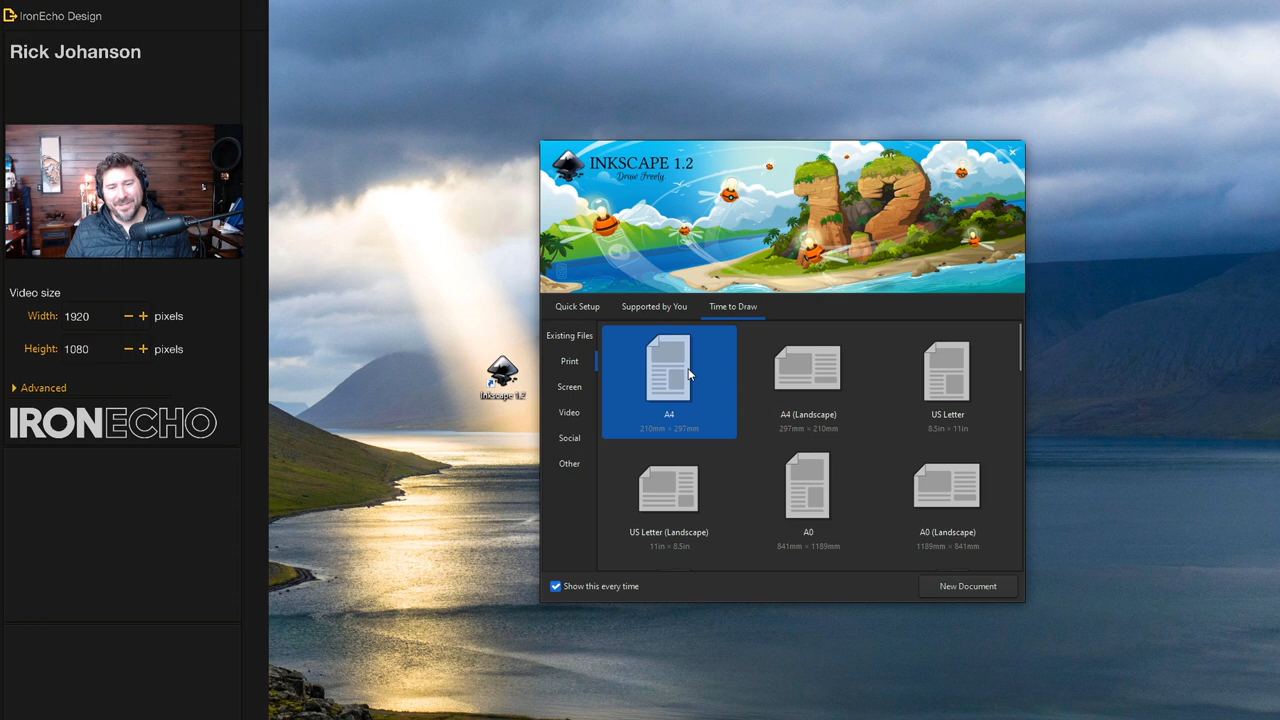 IronEcho Design
Rick Johanson
Video size
Width: 1920 pixels
Height: 1080 pixels
Advanced
IRONECHO
Inkscape 1.2
INKSCAPE 1.2
Draw Freely
Quick Setup Supported by You Time to Draw
Existing Files
Print
Screen
Video
Social
Other
A4
210mm × 297mm
A4 (Landscape)
297mm × 210mm
US Letter
8.5in × 11in
US Letter (Landscape)
11in × 8.5in
A0
841mm × 1189mm
A0 (Landscape)
1189mm × 841mm
Show this every time
New Document